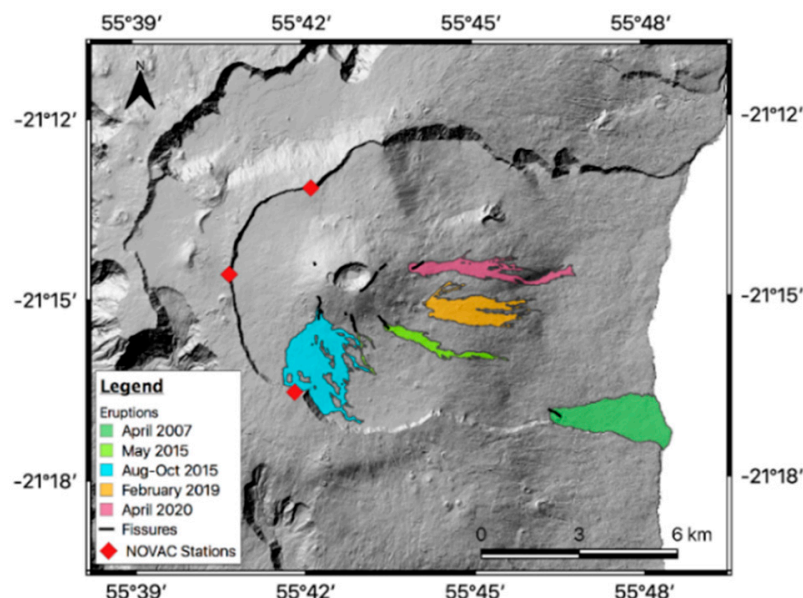 55°39′ 55°42′ 55°45′ 55°48′
N
-21°12′ -21°12′
-21°15′ -21°15′
-21°18′ -21°18′
Legend
Eruptions
April 2007
May 2015
Aug-Oct 2015
February 2019
April 2020
Fissures
NOVAC Stations
0 3 6 km
55°39′ 55°42′ 55°45′ 55°48′